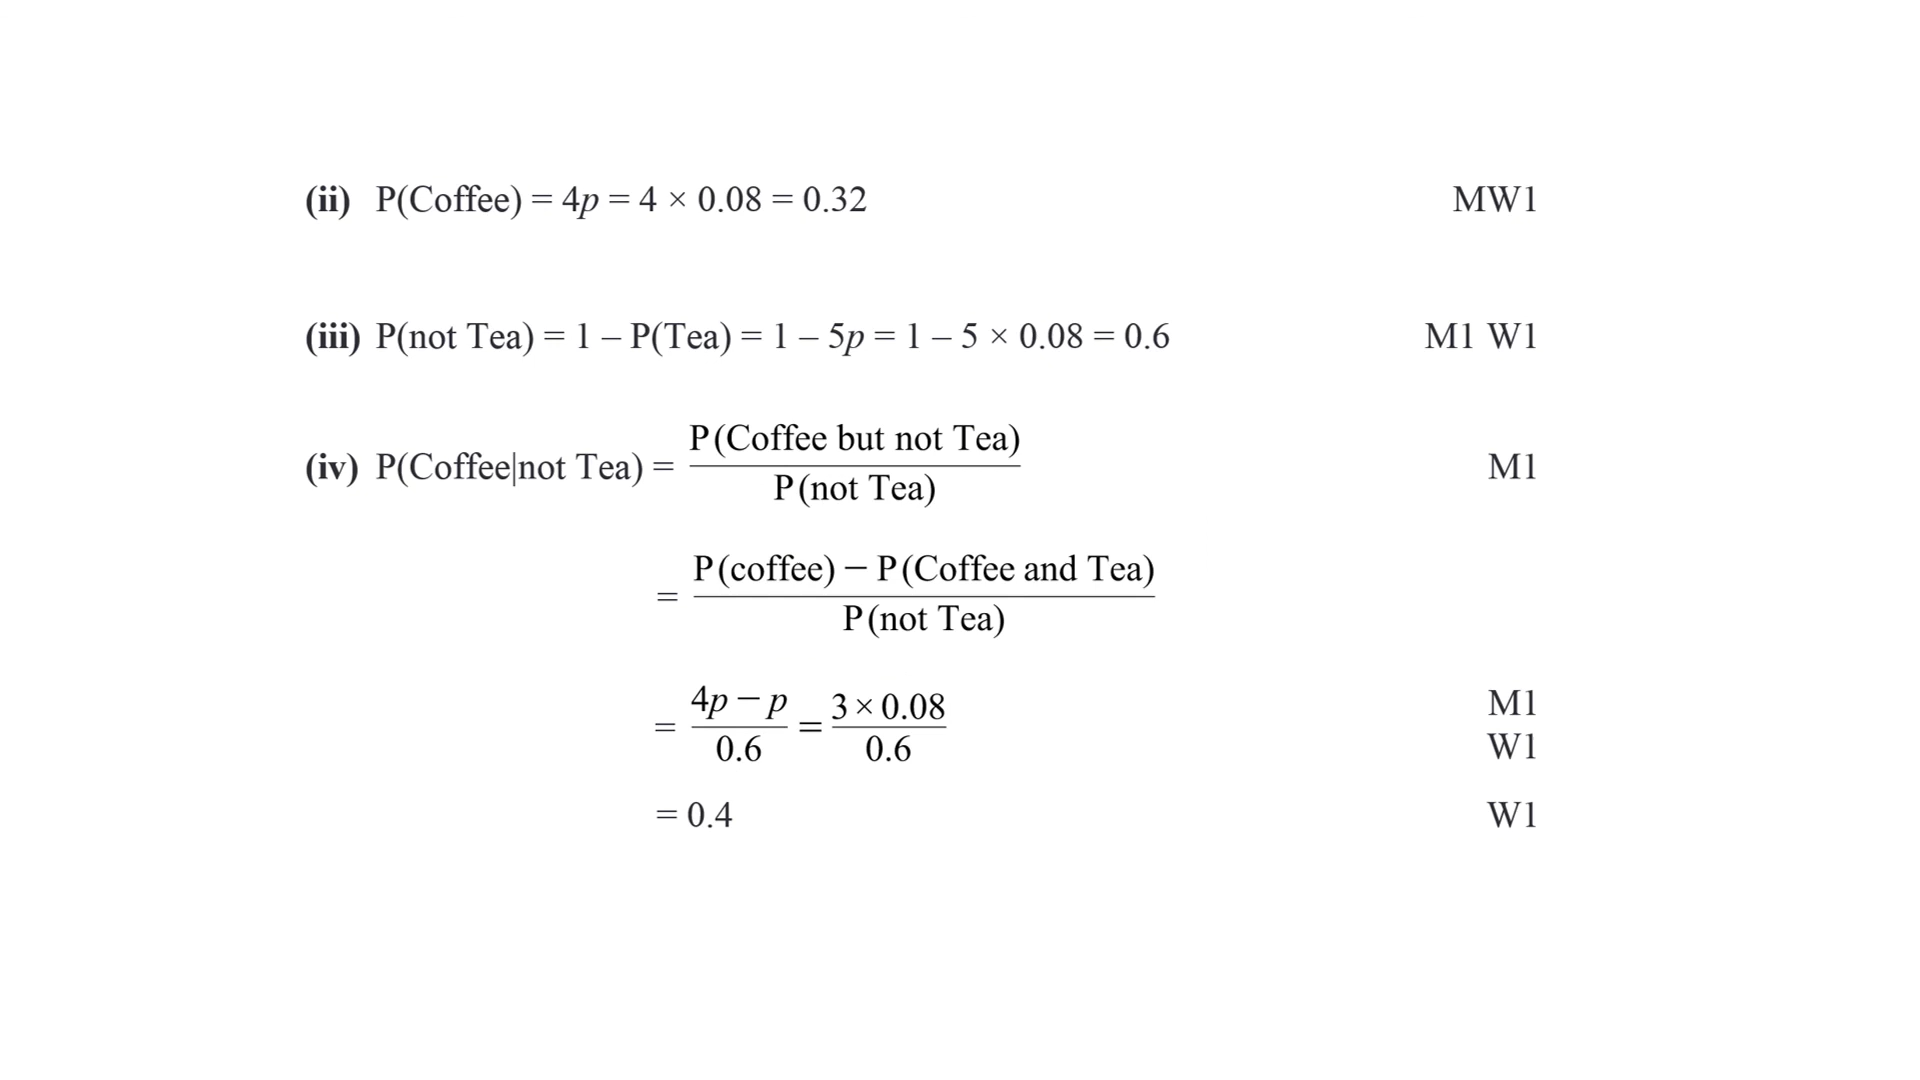 (ii) P(Coffee) = 4p = 4 × 0.08 = 0.32 MW1
(iii) P(not Tea) = 1 – P(Tea) = 1 – 5p = 1 – 5 × 0.08 = 0.6 M1 W1
(iv) P(Coffee|not Tea) = P(Coffee but not Tea) / P(not Tea) M1
= P(coffee) − P(Coffee and Tea) / P(not Tea)
= 4p − p / 0.6 = 3 × 0.08 / 0.6 M1 W1
= 0.4 W1